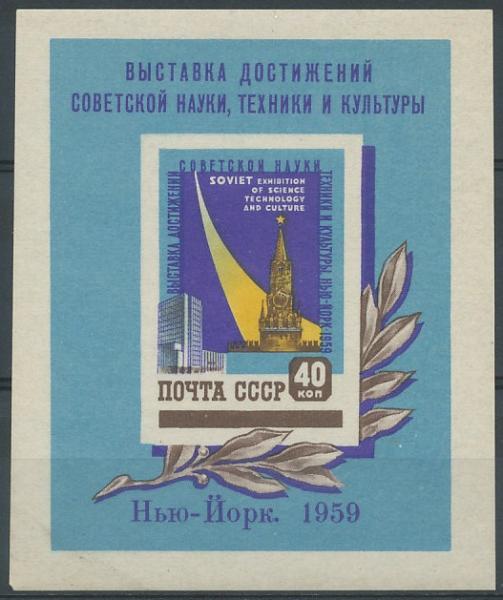 ВЫСТАВКА ДОСТИЖЕНИЙ
СОВЕТСКОЙ НАУКИ, ТЕХНИКИ И КУЛЬТУРЫ
ВЫСТАВКА ДОСТИЖЕНИЙ
СОВЕТСКОЙ НАУКИ
ТЕХНИКИ И КУЛЬТУРЫ. НЬЮ-ЙОРК 1959
SOVIET EXHIBITION
OF SCIENCE
TECHNOLOGY
AND CULTURE
ПОЧТА СССР
40
КОП
Нью-Йорк. 1959